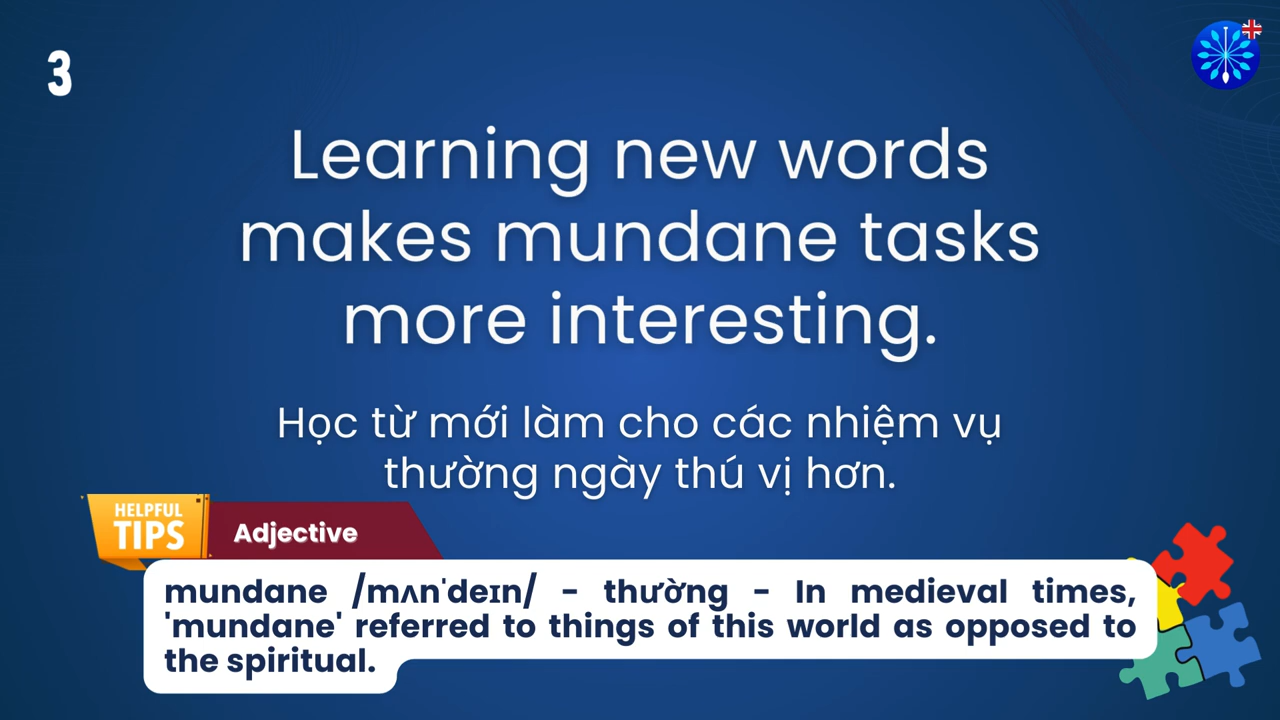 3
Learning new words
makes mundane tasks
more interesting.
Học từ mới làm cho các nhiệm vụ
thường ngày thú vị hơn.
HELPFUL
TIPS
Adjective
mundane /mʌnˈdeɪn/ - thường - In medieval times,
'mundane' referred to things of this world as opposed to
the spiritual.